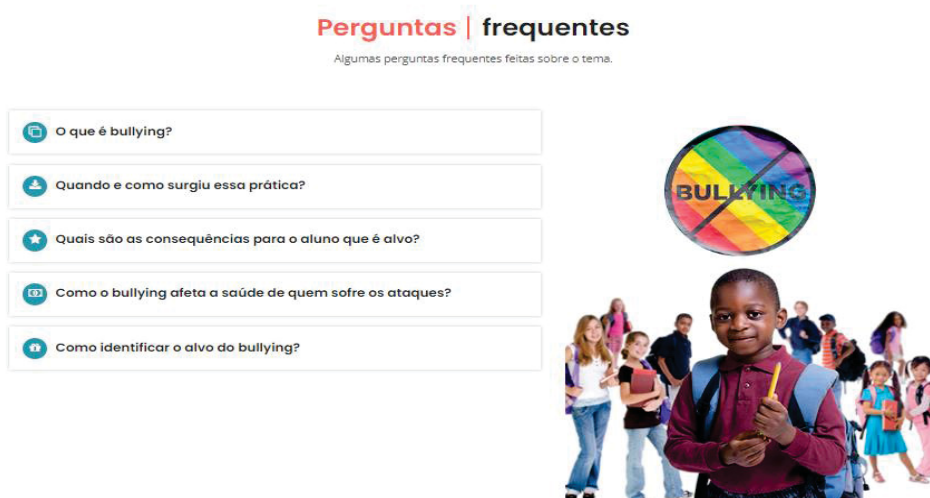 Perguntas | frequentes
Algumas perguntas frequentes feitas sobre o tema.
O que é bullying?
Quando e como surgiu essa prática?
Quais são as consequências para o aluno que é alvo?
Como o bullying afeta a saúde de quem sofre os ataques?
Como identificar o alvo do bullying?
BULLYING